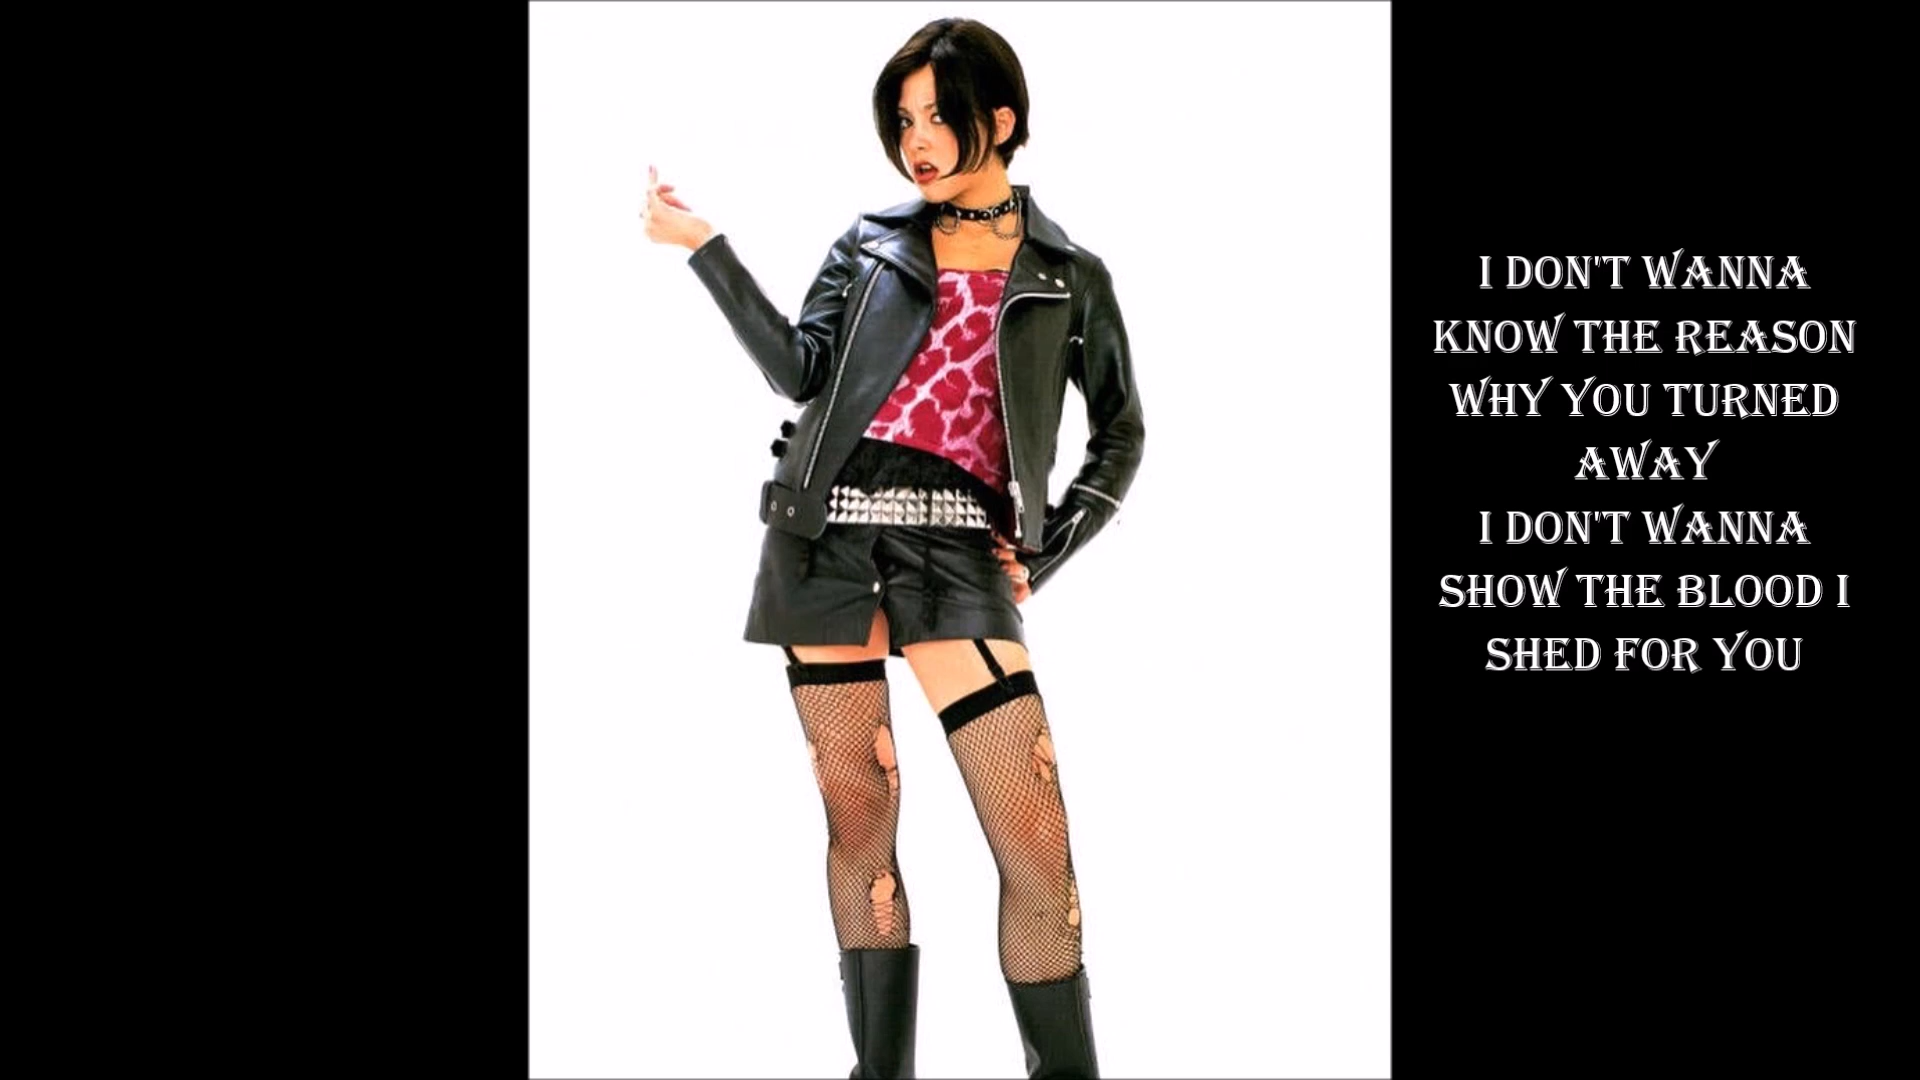 I DON'T WANNA
KNOW THE REASON
WHY YOU TURNED
AWAY
I DON'T WANNA
SHOW THE BLOOD I
SHED FOR YOU